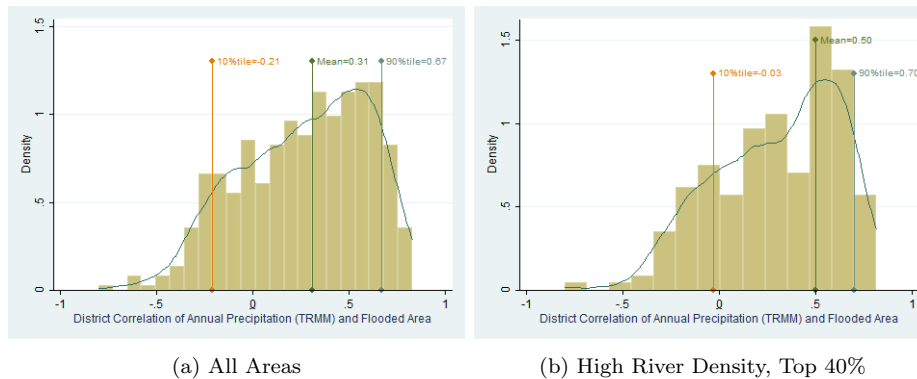 1.5
1
.5
0
Density
10%tile=-0.21
Mean=0.31
90%tile=0.67
-1
-.5
0
.5
1
District Correlation of Annual Precipitation (TRMM) and Flooded Area
(a) All Areas
1.5
1
.5
0
Density
10%tile=-0.03
Mean=0.50
90%tile=0.70
-1
-.5
0
.5
1
District Correlation of Annual Precipitation (TRMM) and Flooded Area
(b) High River Density, Top 40%